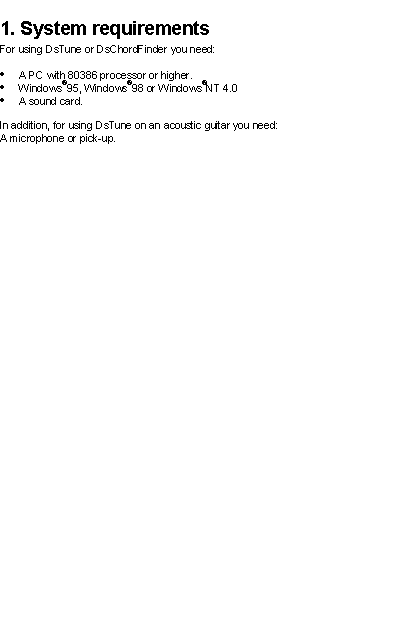 1. System requirements
For using DsTune or DsChordFinder you need:
• A PC with 80386 processor or higher.
• Windows® 95, Windows® 98 or Windows® NT 4.0
• A sound card.
In addition, for using DsTune on an acoustic guitar you need:
A microphone or pick-up.